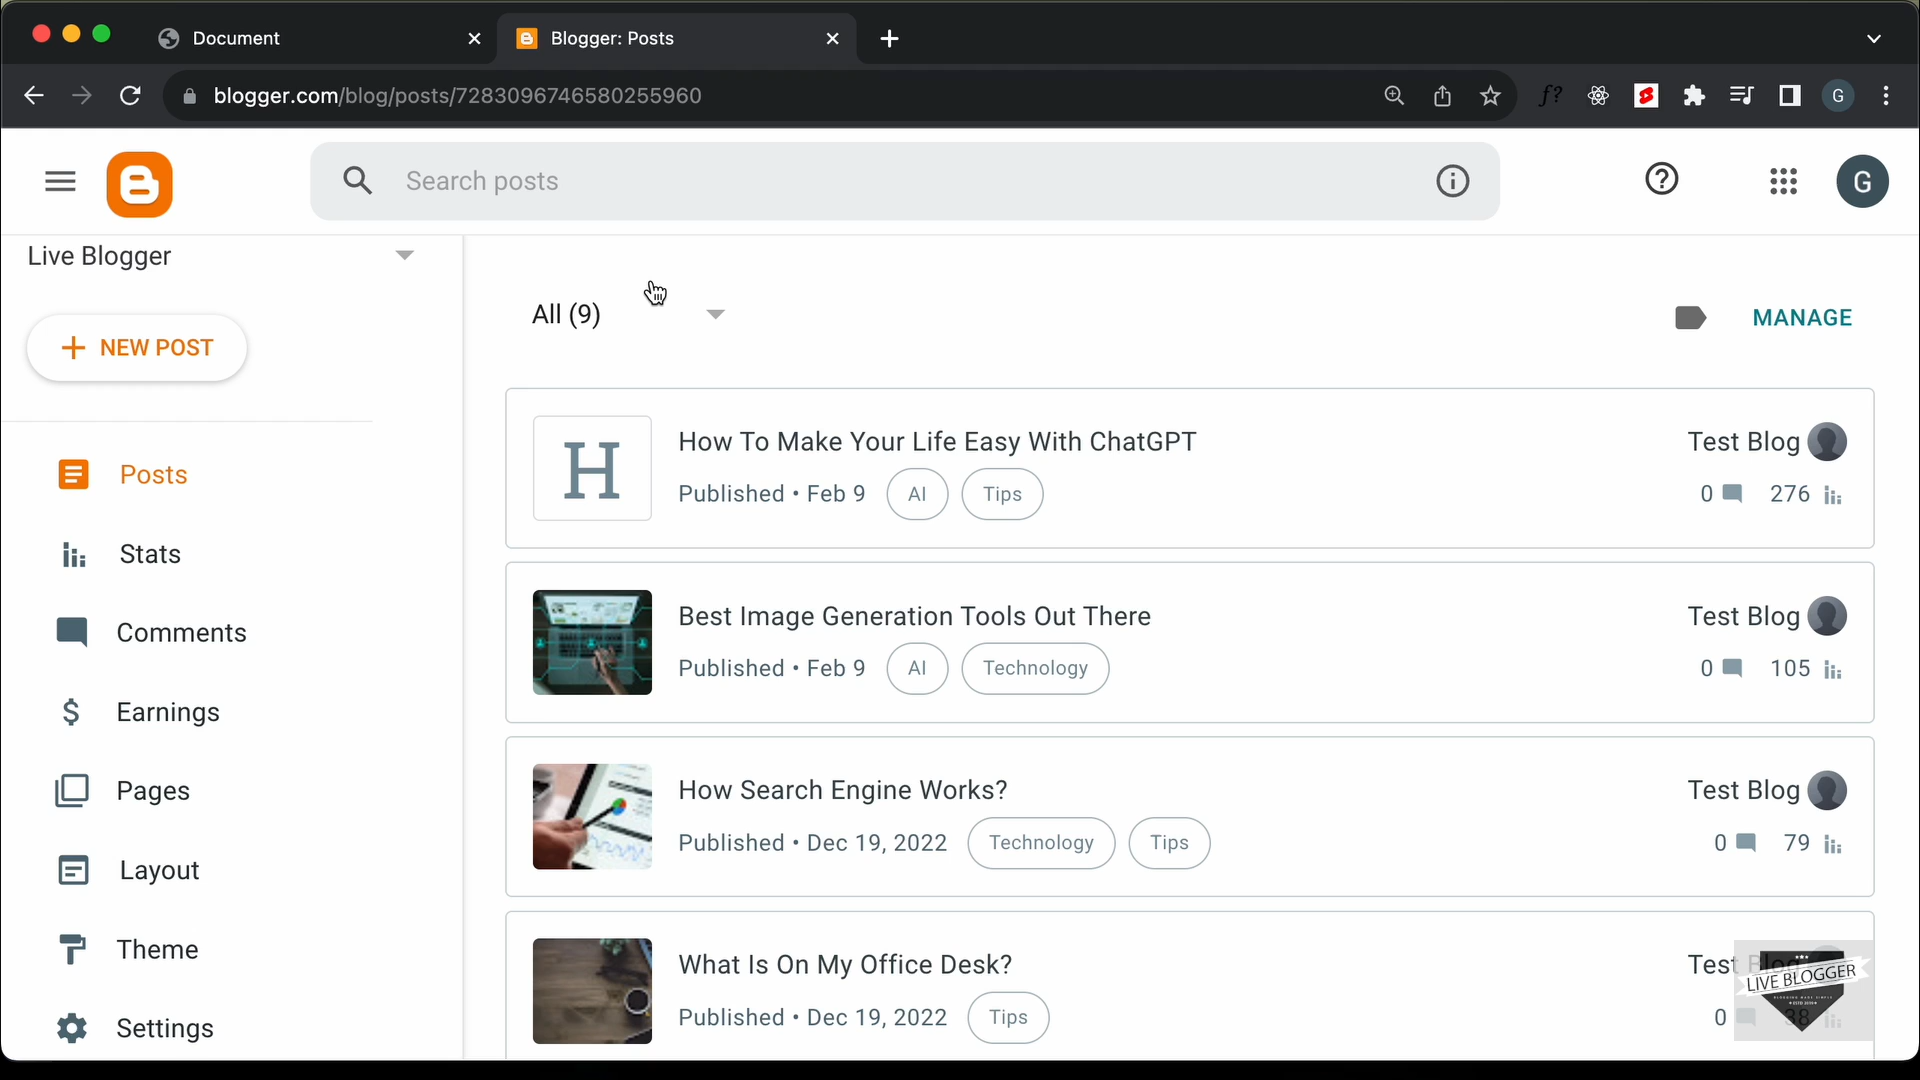 Document
Blogger: Posts
blogger.com/blog/posts/7283096746580255960
f?
G
Search posts
G
Live Blogger
NEW POST
Posts
Stats
Comments
Earnings
Pages
Layout
Theme
Settings
All (9)
MANAGE
H
How To Make Your Life Easy With ChatGPT
Test Blog
Published • Feb 9 AI Tips
0 276
Best Image Generation Tools Out There
Test Blog
Published • Feb 9 AI Technology
0 105
How Search Engine Works?
Test Blog
Published • Dec 19, 2022 Technology Tips
0 79
What Is On My Office Desk?
Test Blog
Published • Dec 19, 2022 Tips
0 38
LIVE BLOGGER